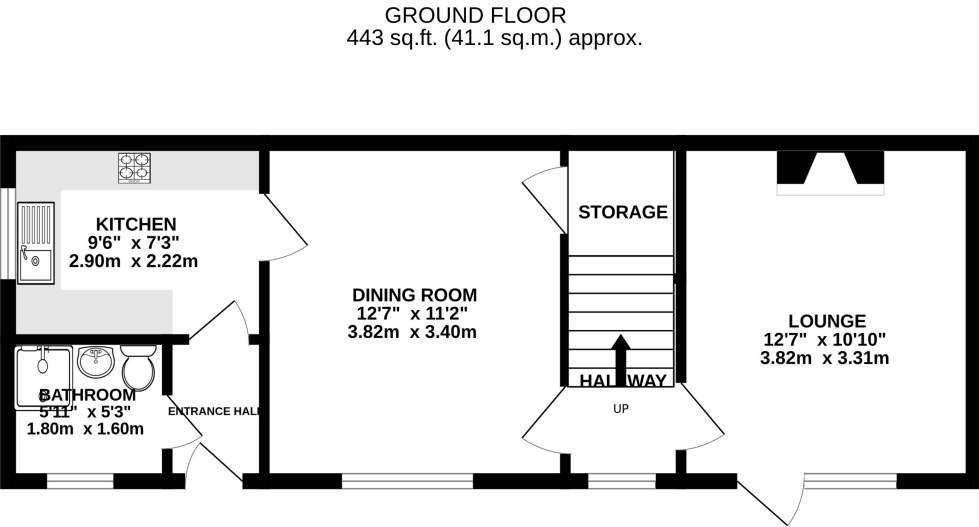 GROUND FLOOR
443 sq.ft. (41.1 sq.m.) approx.
KITCHEN
9'6" x 7'3"
2.90m x 2.22m
STORAGE
DINING ROOM
12'7" x 11'2"
3.82m x 3.40m
LOUNGE
12'7" x 10'10"
3.82m x 3.31m
HALLWAY
UP
BATHROOM
5'11" x 5'3"
1.80m x 1.60m
ENTRANCE HALL